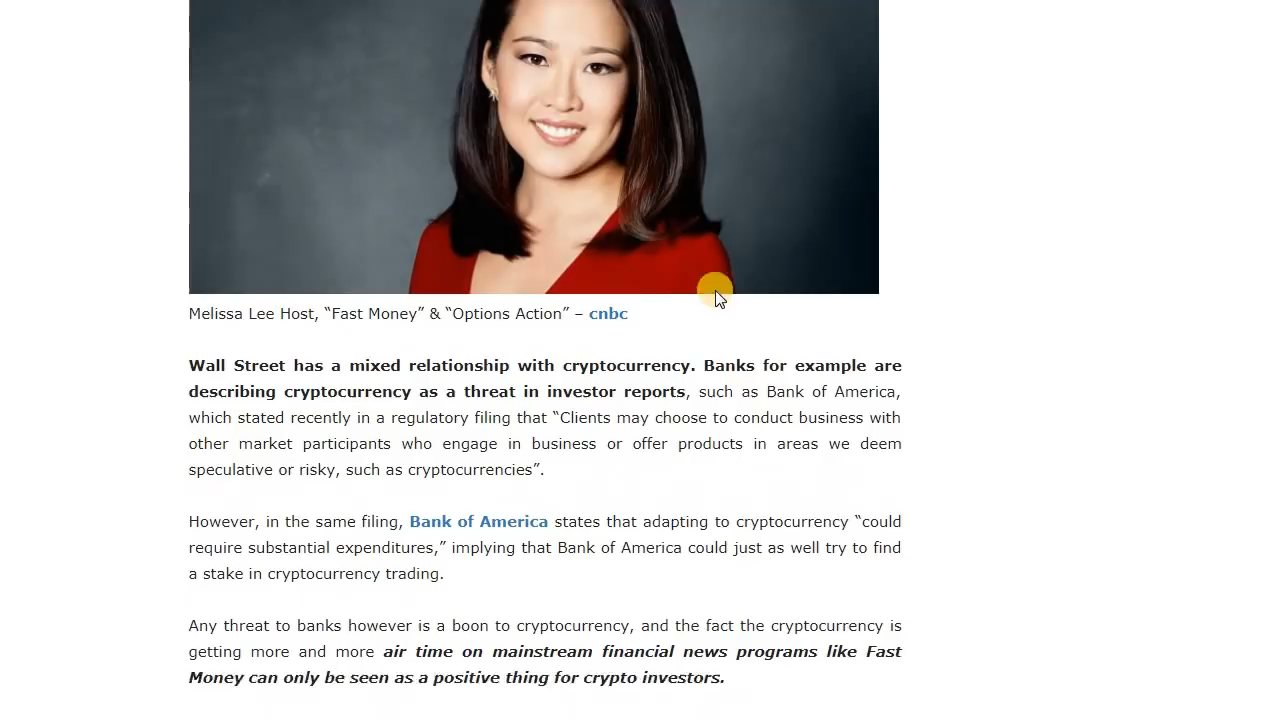 Melissa Lee Host, “Fast Money” & “Options Action” – cnbc
Wall Street has a mixed relationship with cryptocurrency. Banks for example are
describing cryptocurrency as a threat in investor reports, such as Bank of America,
which stated recently in a regulatory filing that “Clients may choose to conduct business with
other market participants who engage in business or offer products in areas we deem
speculative or risky, such as cryptocurrencies”.
However, in the same filing, Bank of America states that adapting to cryptocurrency “could
require substantial expenditures,” implying that Bank of America could just as well try to find
a stake in cryptocurrency trading.
Any threat to banks however is a boon to cryptocurrency, and the fact the cryptocurrency is
getting more and more air time on mainstream financial news programs like Fast
Money can only be seen as a positive thing for crypto investors.